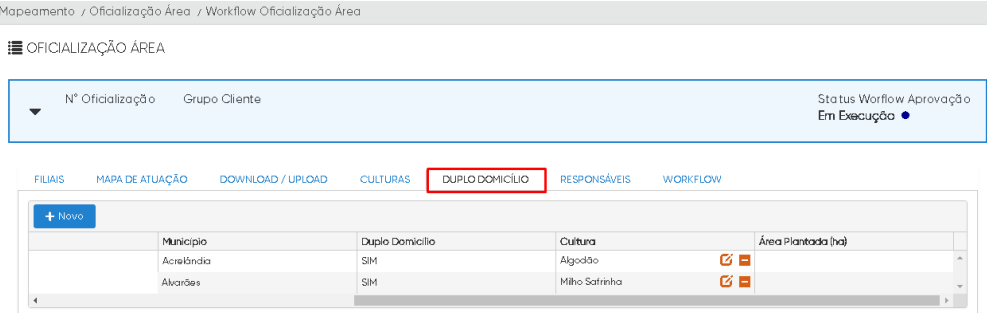 Mapeamento / Oficialização Área / Workflow Oficialização Área
OFICIALIZAÇÃO ÁREA
N° Oficialização Grupo Cliente Status Worflow Aprovação
Em Execução
FILIAIS MAPA DE ATUAÇÃO DOWNLOAD / UPLOAD CULTURAS DUPLO DOMICÍLIO RESPONSÁVEIS WORKFLOW
+ Novo
Município Duplo Domicílio Cultura Área Plantada (ha)
Acrelândia SIM Algodão
Alvarães SIM Milho Safrinha